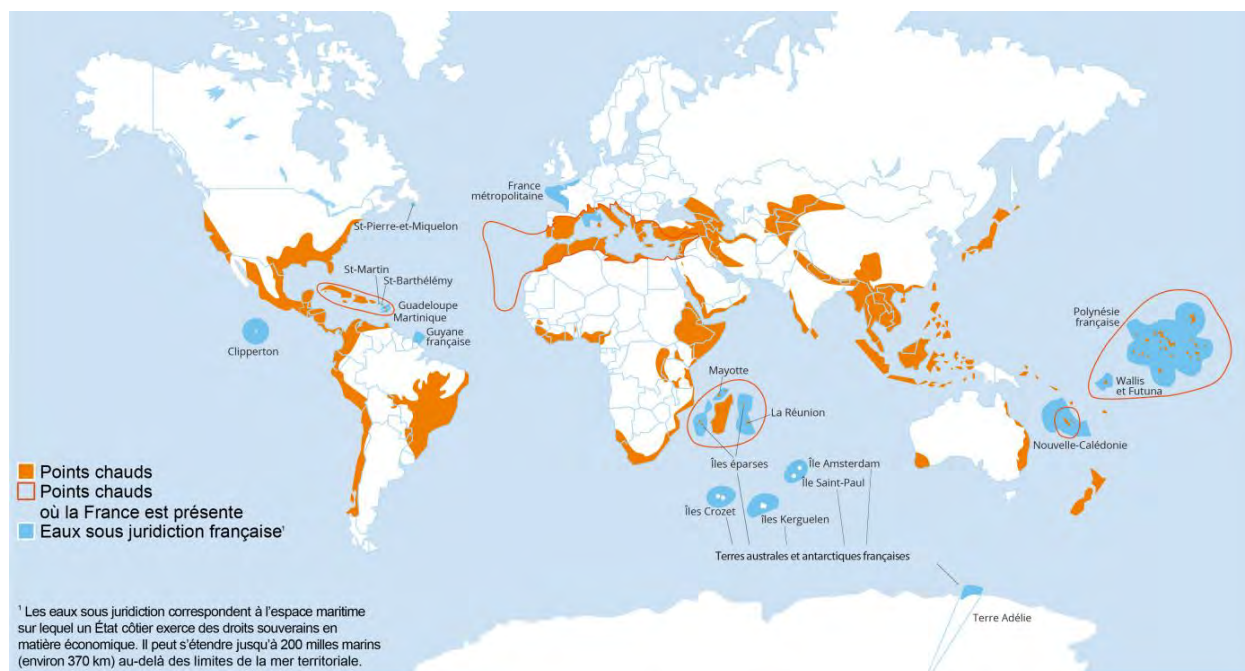 France
métropolitaine
St-Pierre-et-Miquelon
St-Martin
St-Barthélémy
Guadeloupe
Martinique
Guyane
française
Clipperton
Polynésie
française
Wallis
et Futuna
Mayotte
La Réunion
Nouvelle-Calédonie
Îles éparses
Île Amsterdam
Île Saint-Paul
Îles Crozet
Îles Kerguelen
Terres australes et antarctiques françaises
Terre Adélie
Points chauds
Points chauds
où la France est présente
Eaux sous juridiction française¹
¹ Les eaux sous juridiction correspondent à l'espace maritime
sur lequel un État côtier exerce des droits souverains en
matière économique. Il peut s'étendre jusqu'à 200 milles marins
(environ 370 km) au-delà des limites de la mer territoriale.